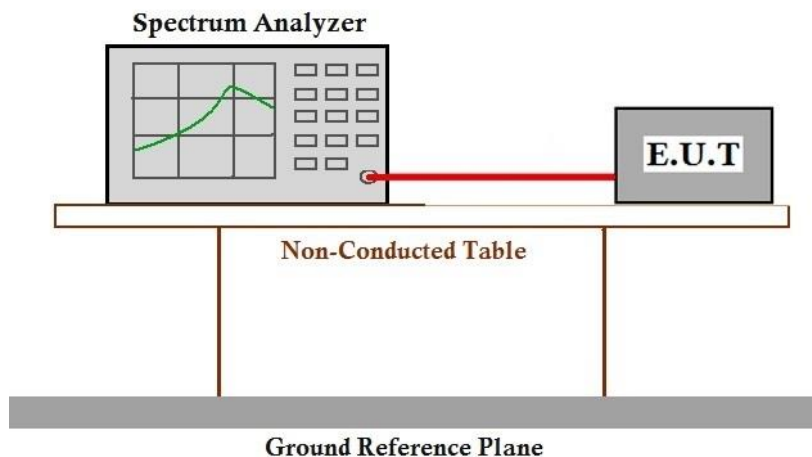 Spectrum Analyzer
E.U.T
Non-Conducted Table
Ground Reference Plane